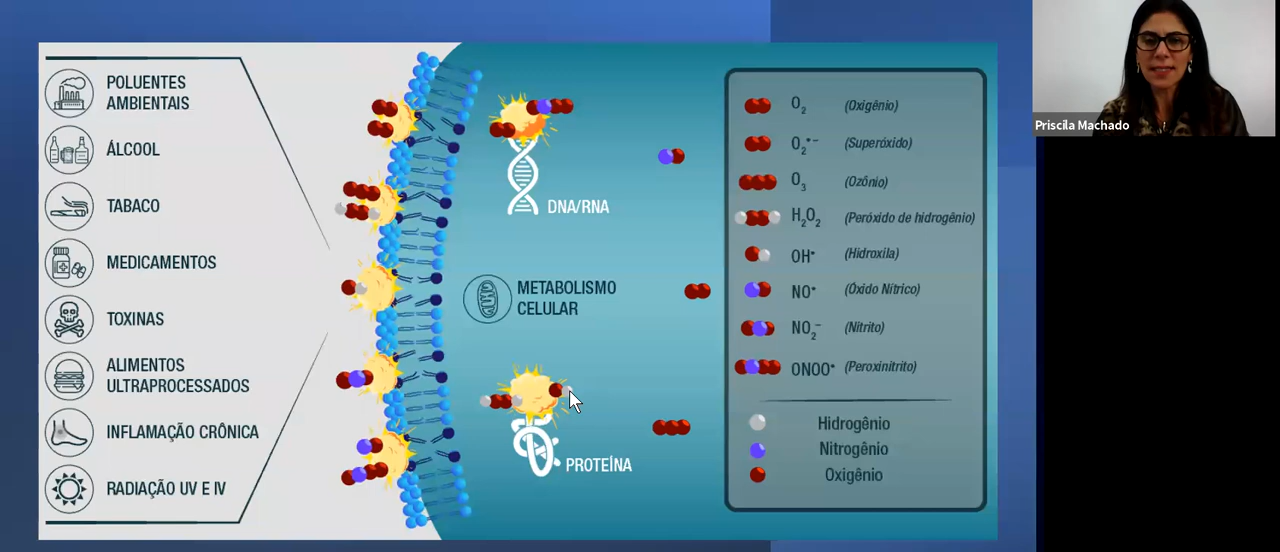 POLUENTES
AMBIENTAIS
ÁLCOOL
TABACO
MEDICAMENTOS
TOXINAS
ALIMENTOS
ULTRAPROCESSADOS
INFLAMAÇÃO CRÔNICA
RADIAÇÃO UV E IV
DNA/RNA
METABOLISMO
CELULAR
PROTEÍNA
O₂ (Oxigênio)
O₂•⁻ (Superóxido)
O₃ (Ozônio)
H₂O₂ (Peróxido de hidrogênio)
OH• (Hidroxila)
NO• (Óxido Nítrico)
NO₂⁻ (Nitrito)
ONOO• (Peroxinitrito)
Hidrogênio
Nitrogênio
Oxigênio
Priscila Machado